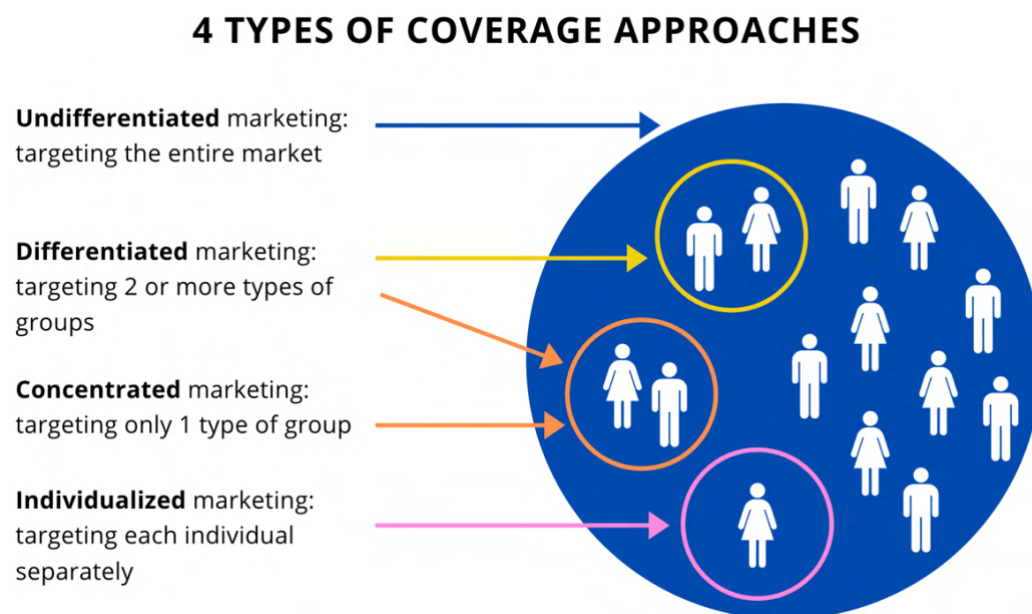 4 TYPES OF COVERAGE APPROACHES
Undifferentiated marketing:
targeting the entire market
Differentiated marketing:
targeting 2 or more types of
groups
Concentrated marketing:
targeting only 1 type of group
Individualized marketing:
targeting each individual
separately